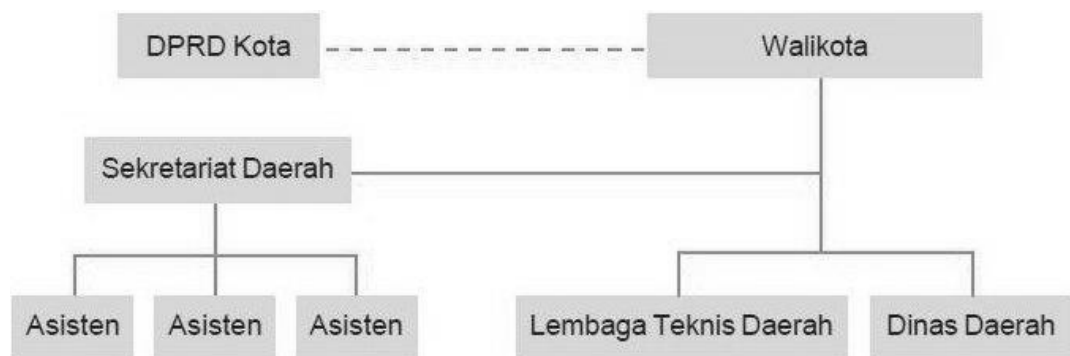 DPRD Kota
Walikota
Sekretariat Daerah
Asisten
Asisten
Asisten
Lembaga Teknis Daerah
Dinas Daerah